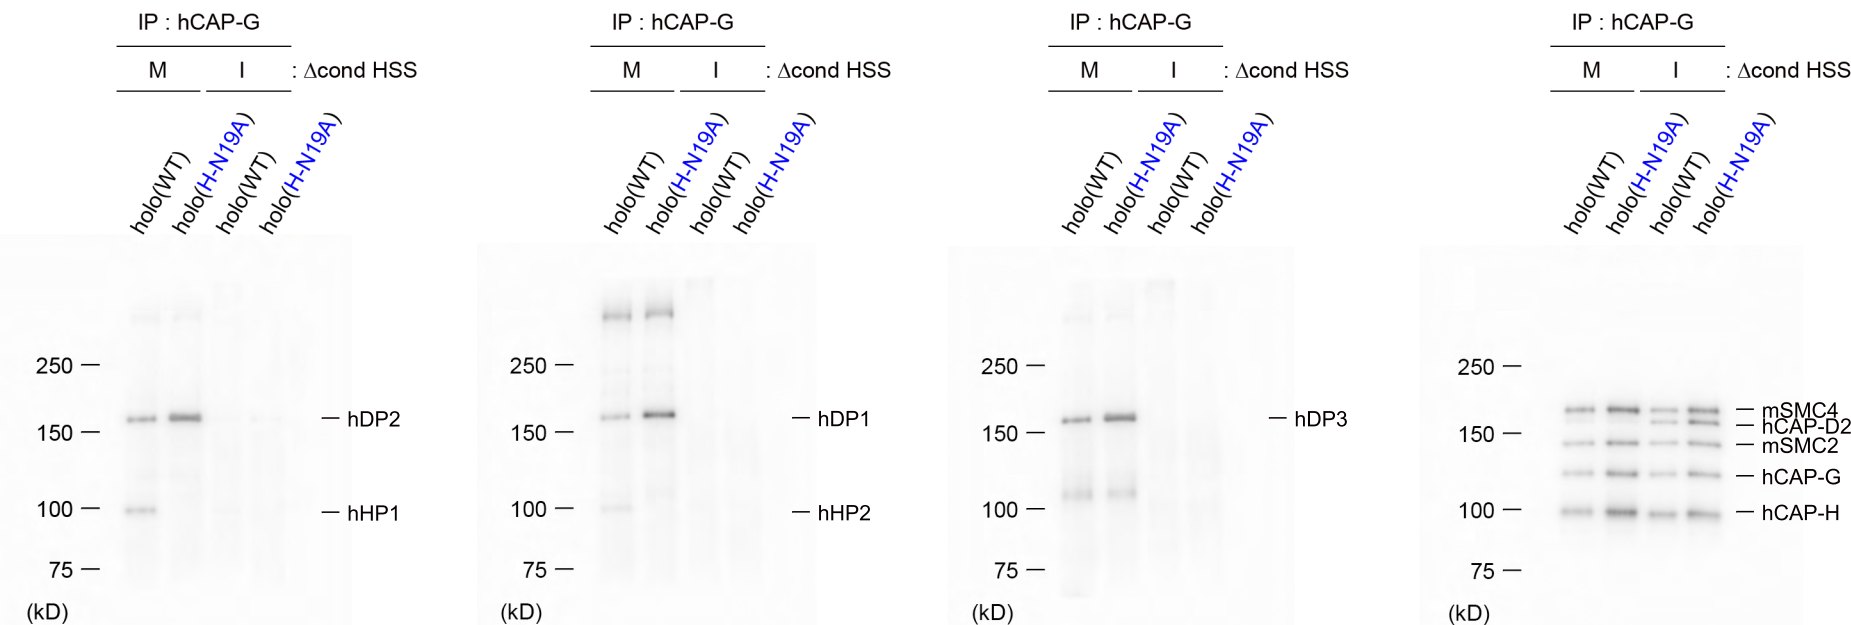 IP : hCAP-G
M I : Δcond HSS
holo(WT) holo(H-N19A) holo(WT) holo(H-N19A)
250
150
100
75
(kD)
hDP2
hHP1
IP : hCAP-G
M I : Δcond HSS
holo(WT) holo(H-N19A) holo(WT) holo(H-N19A)
250
150
100
75
(kD)
hDP1
hHP2
IP : hCAP-G
M I : Δcond HSS
holo(WT) holo(H-N19A) holo(WT) holo(H-N19A)
250
150
100
75
(kD)
hDP3
IP : hCAP-G
M I : Δcond HSS
holo(WT) holo(H-N19A) holo(WT) holo(H-N19A)
250
150
100
75
(kD)
mSMC4
hCAP-D2
mSMC2
hCAP-G
hCAP-H